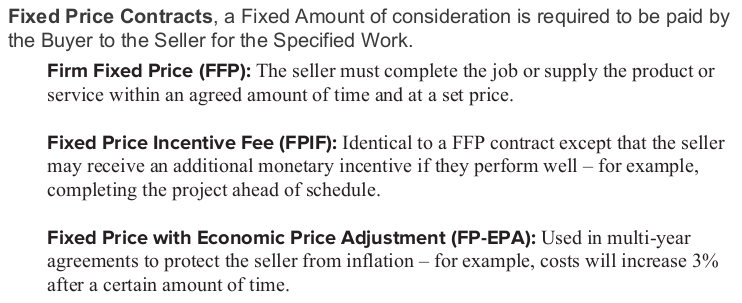 Fixed Price Contracts, a Fixed Amount of consideration is required to be paid by
the Buyer to the Seller for the Specified Work.
Firm Fixed Price (FFP): The seller must complete the job or supply the product or
service within an agreed amount of time and at a set price.
Fixed Price Incentive Fee (FPIF): Identical to a FFP contract except that the seller
may receive an additional monetary incentive if they perform well – for example,
completing the project ahead of schedule.
Fixed Price with Economic Price Adjustment (FP-EPA): Used in multi-year
agreements to protect the seller from inflation – for example, costs will increase 3%
after a certain amount of time.